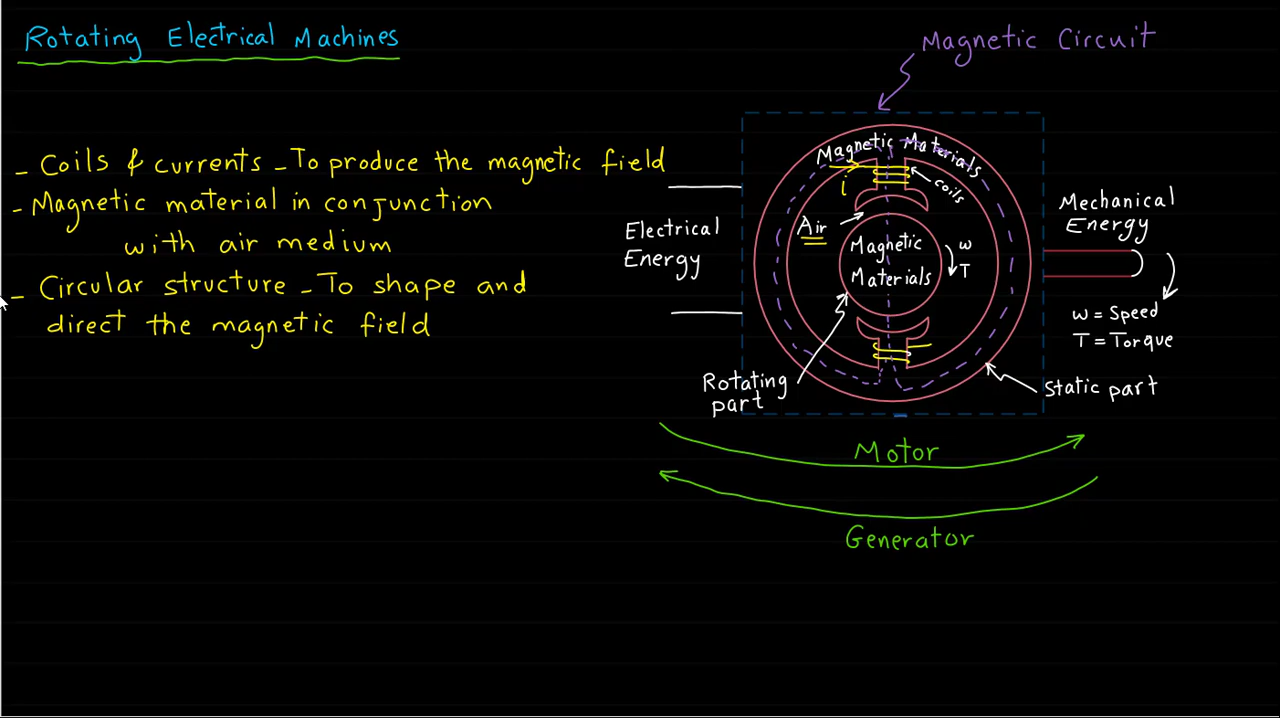 Rotating Electrical Machines
Magnetic Circuit
- Coils & currents - To produce the magnetic field
- Magnetic material in conjunction
with air medium
- Circular structure - To shape and
direct the magnetic field
Magnetic Materials
i
coils
Air
Magnetic
Materials
w
T
Electrical
Energy
Mechanical
Energy
w = Speed
T = Torque
Rotating
part
Static part
Motor
Generator